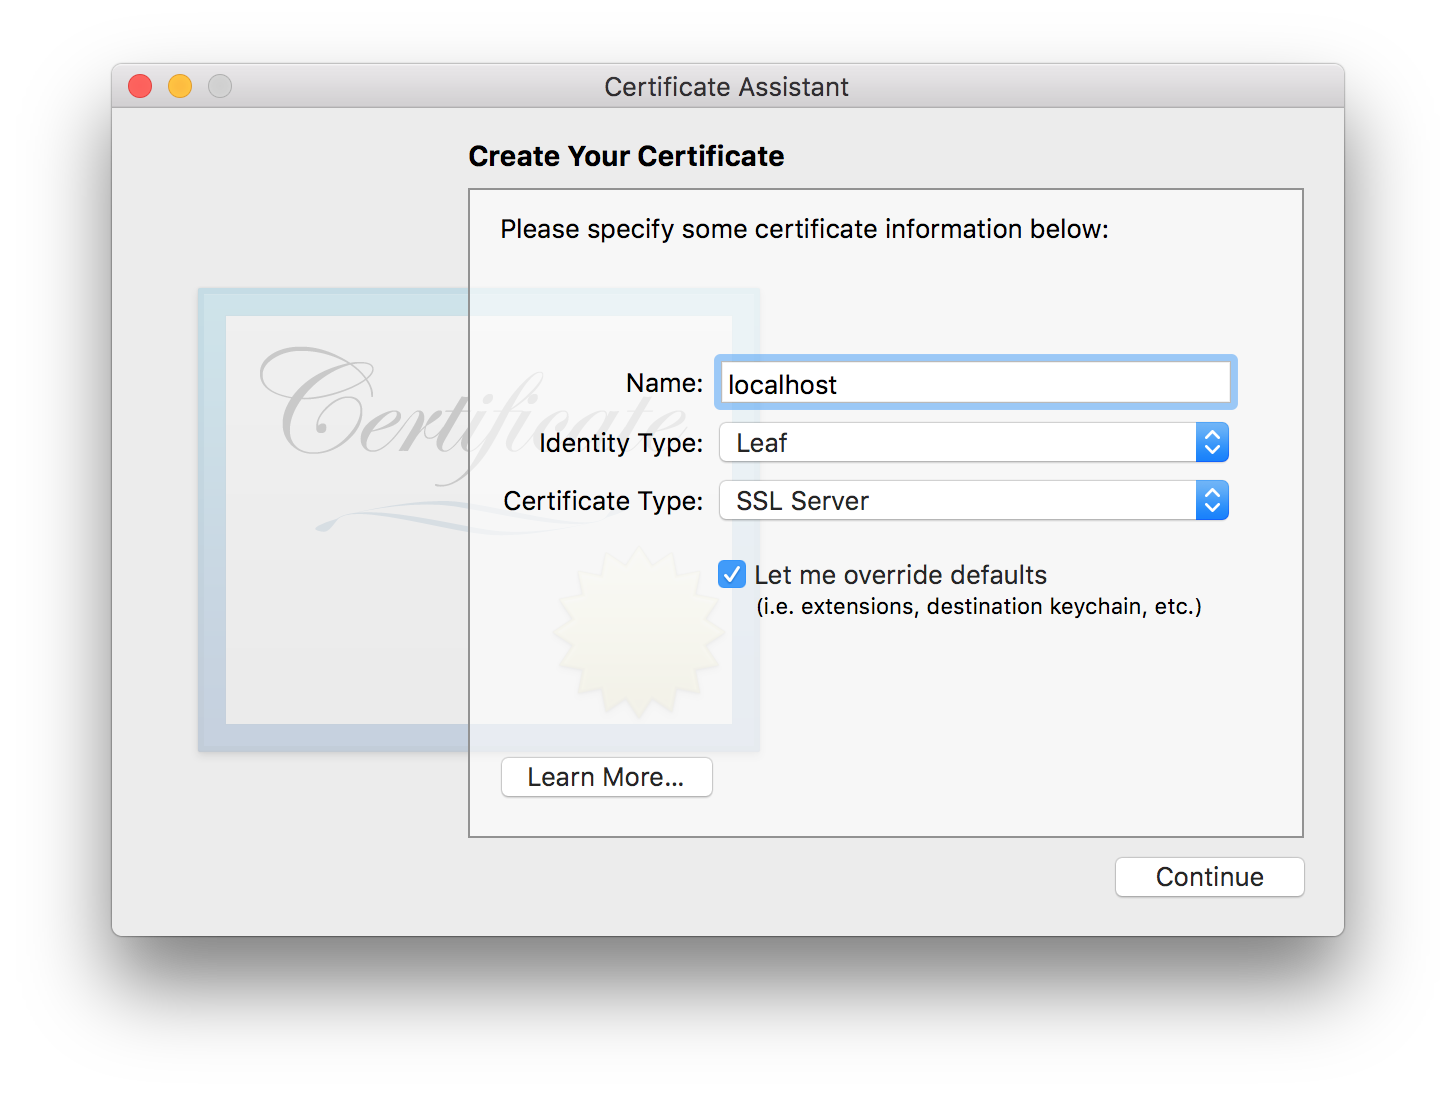 Certificate Assistant
Create Your Certificate
Please specify some certificate information below:
Certificate
Name: localhost
Identity Type: Leaf
Certificate Type: SSL Server
Let me override defaults
(i.e. extensions, destination keychain, etc.)
Learn More...
Continue